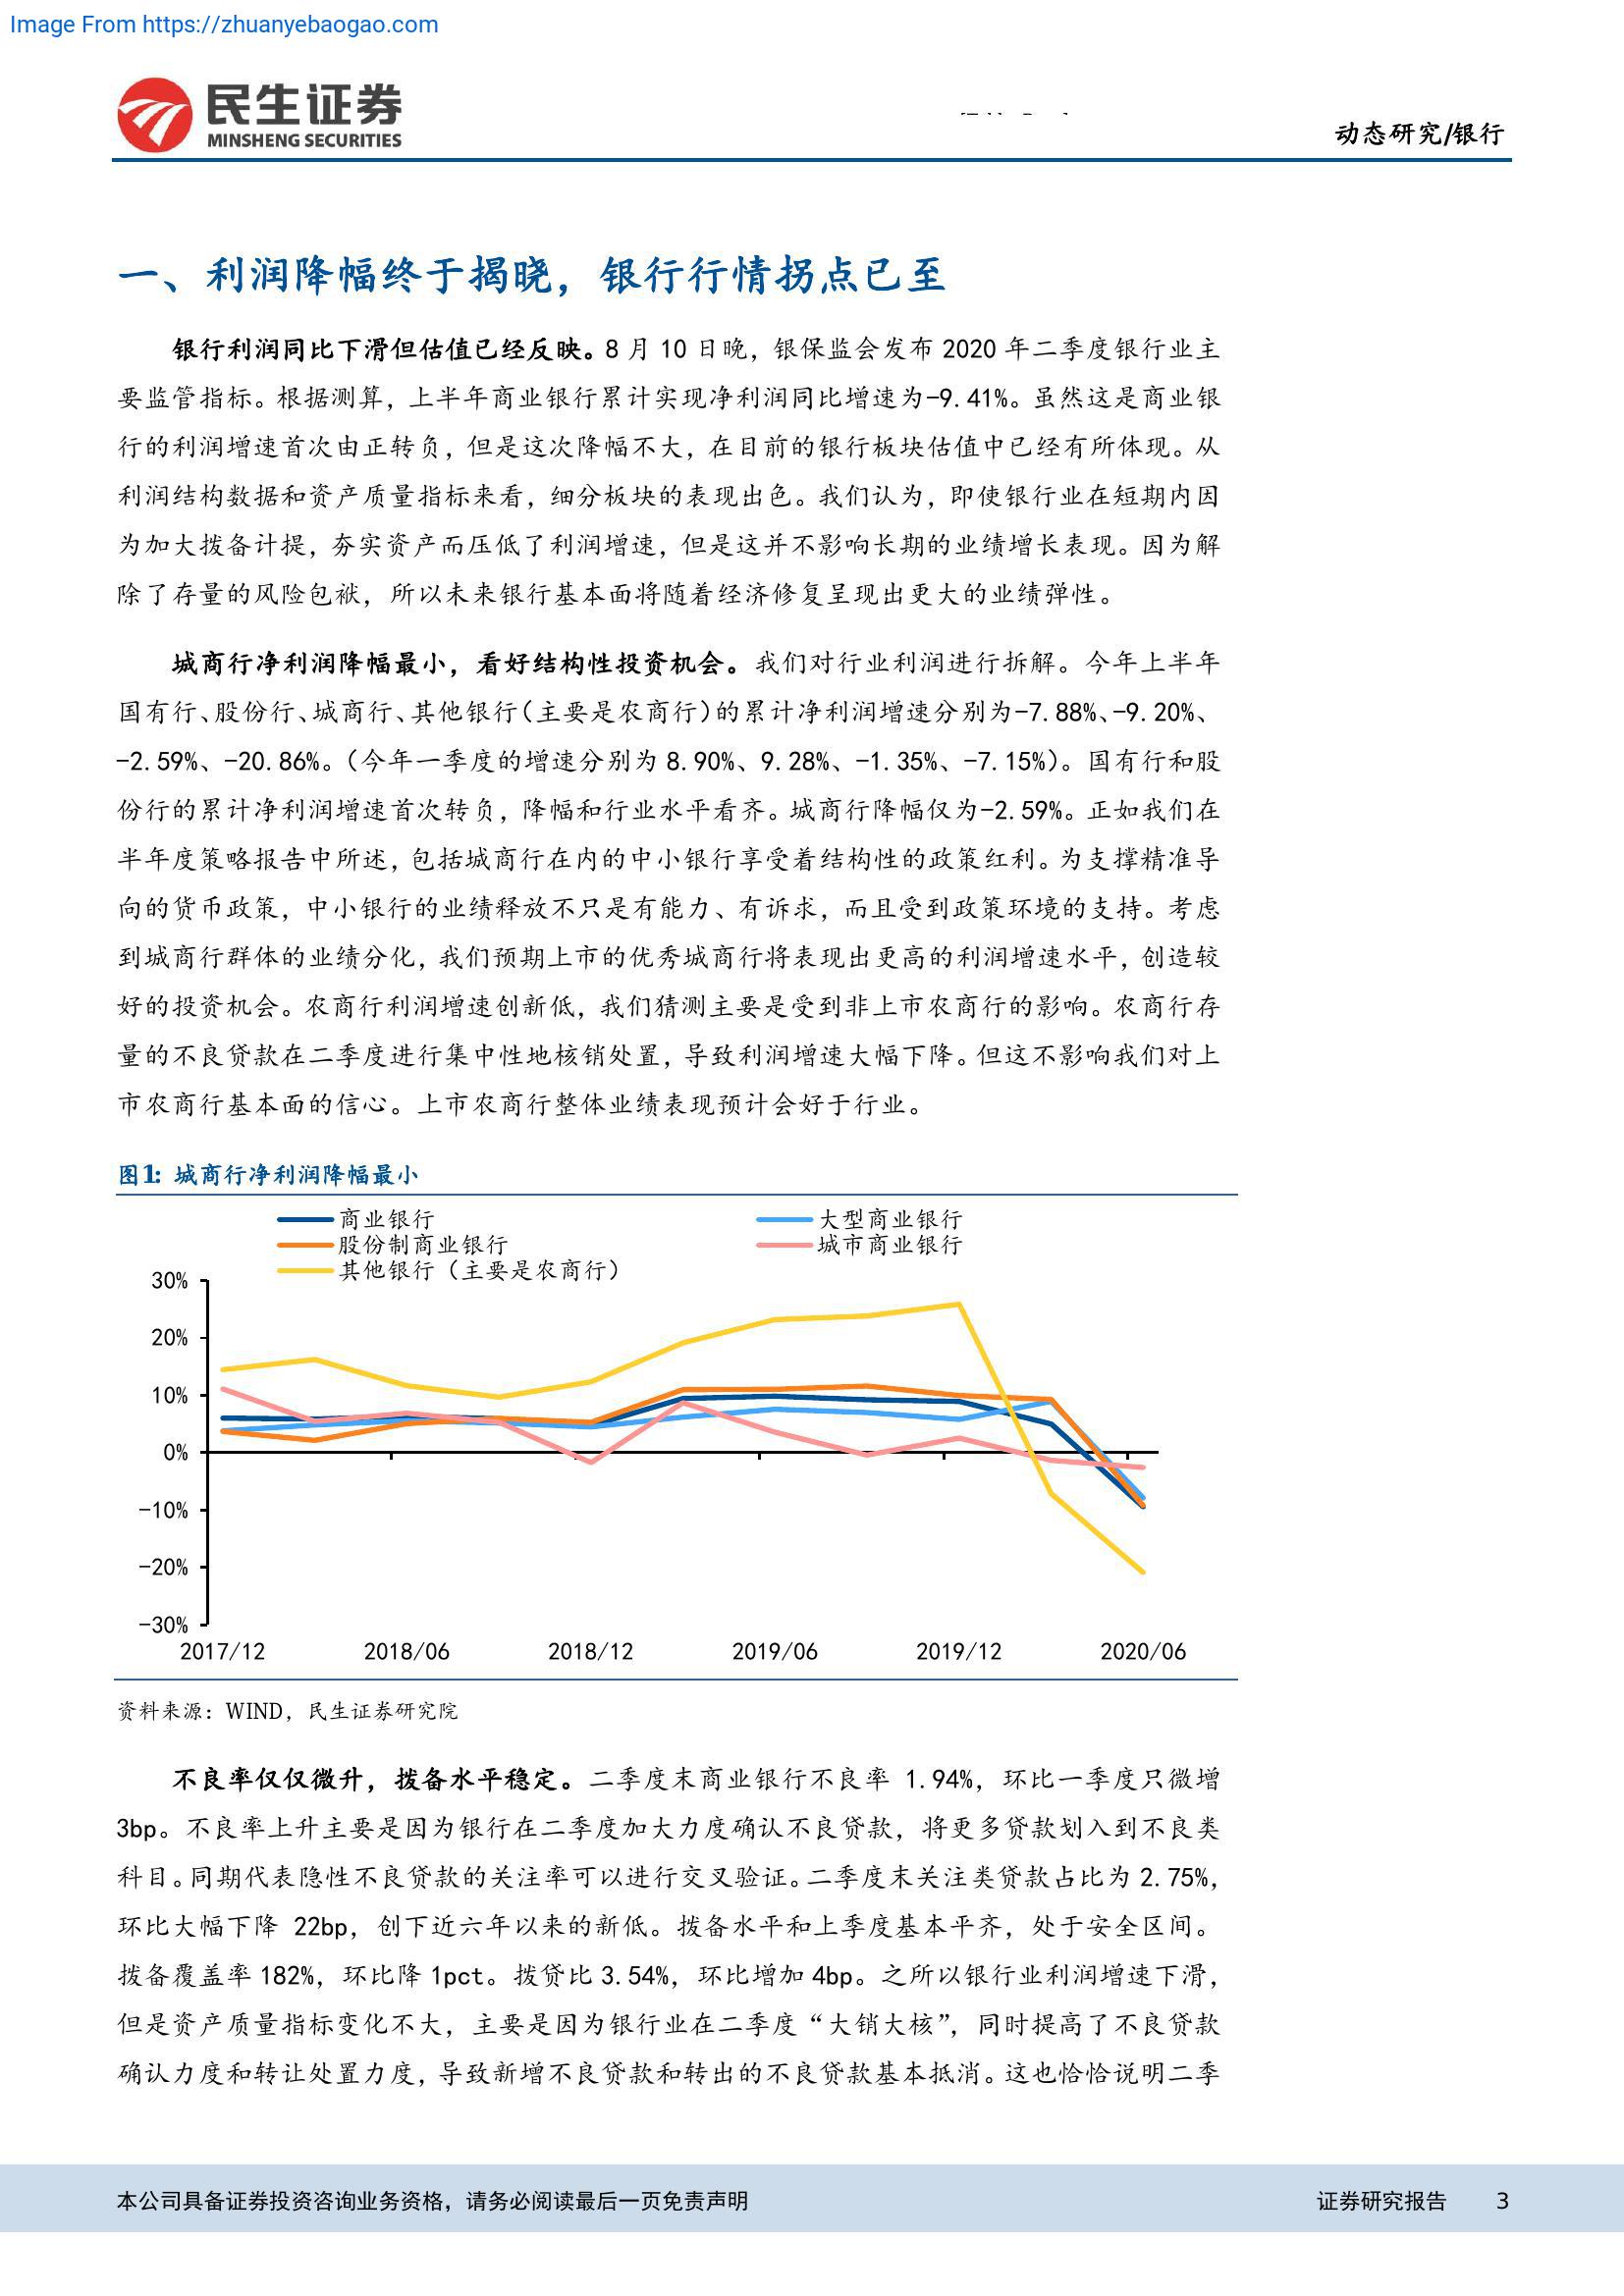 Image From https://zhuanyebaogao.com
民生证券
MINSHENG SECURITIES
动态研究/银行
一、利润降幅终于揭晓，银行行情拐点已至
银行利润同比下滑但估值已经反映。8 月 10 日晚，银保监会发布 2020 年二季度银行业主
要监管指标。根据测算，上半年商业银行累计实现净利润同比增速为-9.41%。虽然这是商业银
行的利润增速首次由正转负，但是这次降幅不大，在目前的银行板块估值中已经有所体现。从
利润结构数据和资产质量指标来看，细分板块的表现出色。我们认为，即使银行业在短期内因
为加大拨备计提，夯实资产而压低了利润增速，但是这并不影响长期的业绩增长表现。因为解
除了存量的风险包袱，所以未来银行基本面将随着经济修复呈现出更大的业绩弹性。
城商行净利润降幅最小，看好结构性投资机会。我们对行业利润进行拆解。今年上半年
国有行、股份行、城商行、其他银行（主要是农商行）的累计净利润增速分别为-7.88%、-9.20%、
-2.59%、-20.86%。（今年一季度的增速分别为 8.90%、9.28%、-1.35%、-7.15%）。国有行和股
份行的累计净利润增速首次转负，降幅和行业水平看齐。城商行降幅仅为-2.59%。正如我们在
半年度策略报告中所述，包括城商行在内的中小银行享受着结构性的政策红利。为支撑精准导
向的货币政策，中小银行的业绩释放不只是有能力、有诉求，而且受到政策环境的支持。考虑
到城商行群体的业绩分化，我们预期上市的优秀城商行将表现出更高的利润增速水平，创造较
好的投资机会。农商行利润增速创新低，我们猜测主要是受到非上市农商行的影响。农商行存
量的不良贷款在二季度进行集中性地核销处置，导致利润增速大幅下降。但这不影响我们对上
市农商行基本面的信心。上市农商行整体业绩表现预计会好于行业。
图1: 城商行净利润降幅最小
商业银行 大型商业银行
股份制商业银行 城市商业银行
其他银行（主要是农商行）
30%
20%
10%
0%
-10%
-20%
-30%
2017/12 2018/06 2018/12 2019/06 2019/12 2020/06
资料来源：WIND，民生证券研究院
不良率仅仅微升，拨备水平稳定。二季度末商业银行不良率 1.94%，环比一季度只微增
3bp。不良率上升主要是因为银行在二季度加大力度确认不良贷款，将更多贷款划入到不良类
科目。同期代表隐性不良贷款的关注率可以进行交叉验证。二季度末关注类贷款占比为 2.75%，
环比大幅下降 22bp，创下近六年以来的新低。拨备水平和上季度基本平齐，处于安全区间。
拨备覆盖率 182%，环比降 1pct。拨贷比 3.54%，环比增加 4bp。之所以银行业利润增速下滑，
但是资产质量指标变化不大，主要是因为银行业在二季度“大销大核”，同时提高了不良贷款
确认力度和转让处置力度，导致新增不良贷款和转出的不良贷款基本抵消。这也恰恰说明二季
本公司具备证券投资咨询业务资格，请务必阅读最后一页免责声明 证券研究报告 3